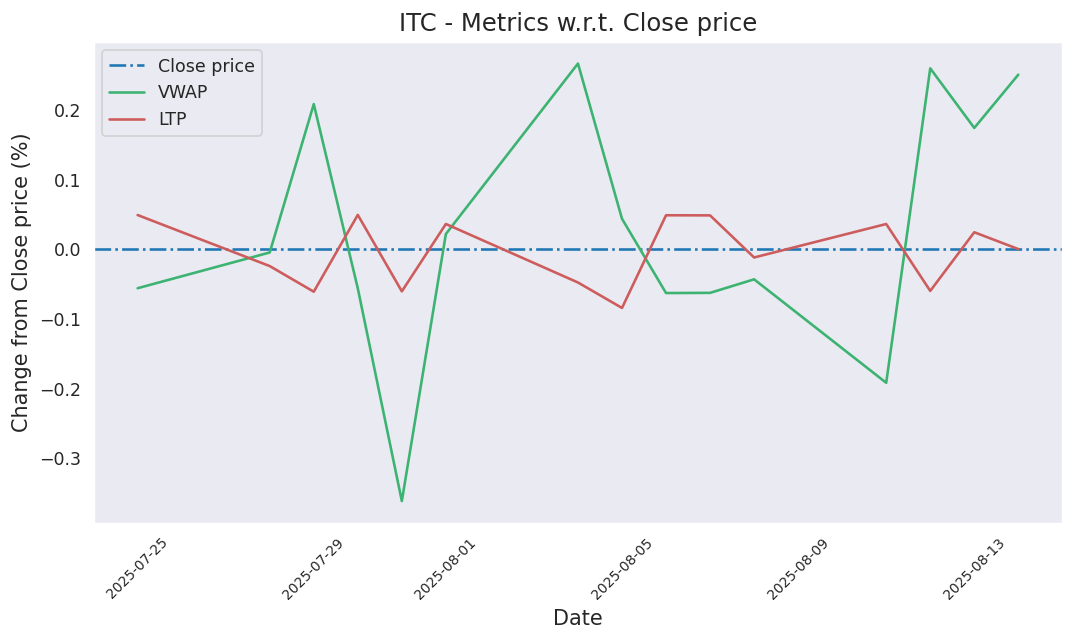 ITC - Metrics w.r.t. Close price
Close price
VWAP
LTP
Change from Close price (%)
0.2
0.1
0.0
−0.1
−0.2
−0.3
2025-07-25
2025-07-29
2025-08-01
2025-08-05
2025-08-09
2025-08-13
Date